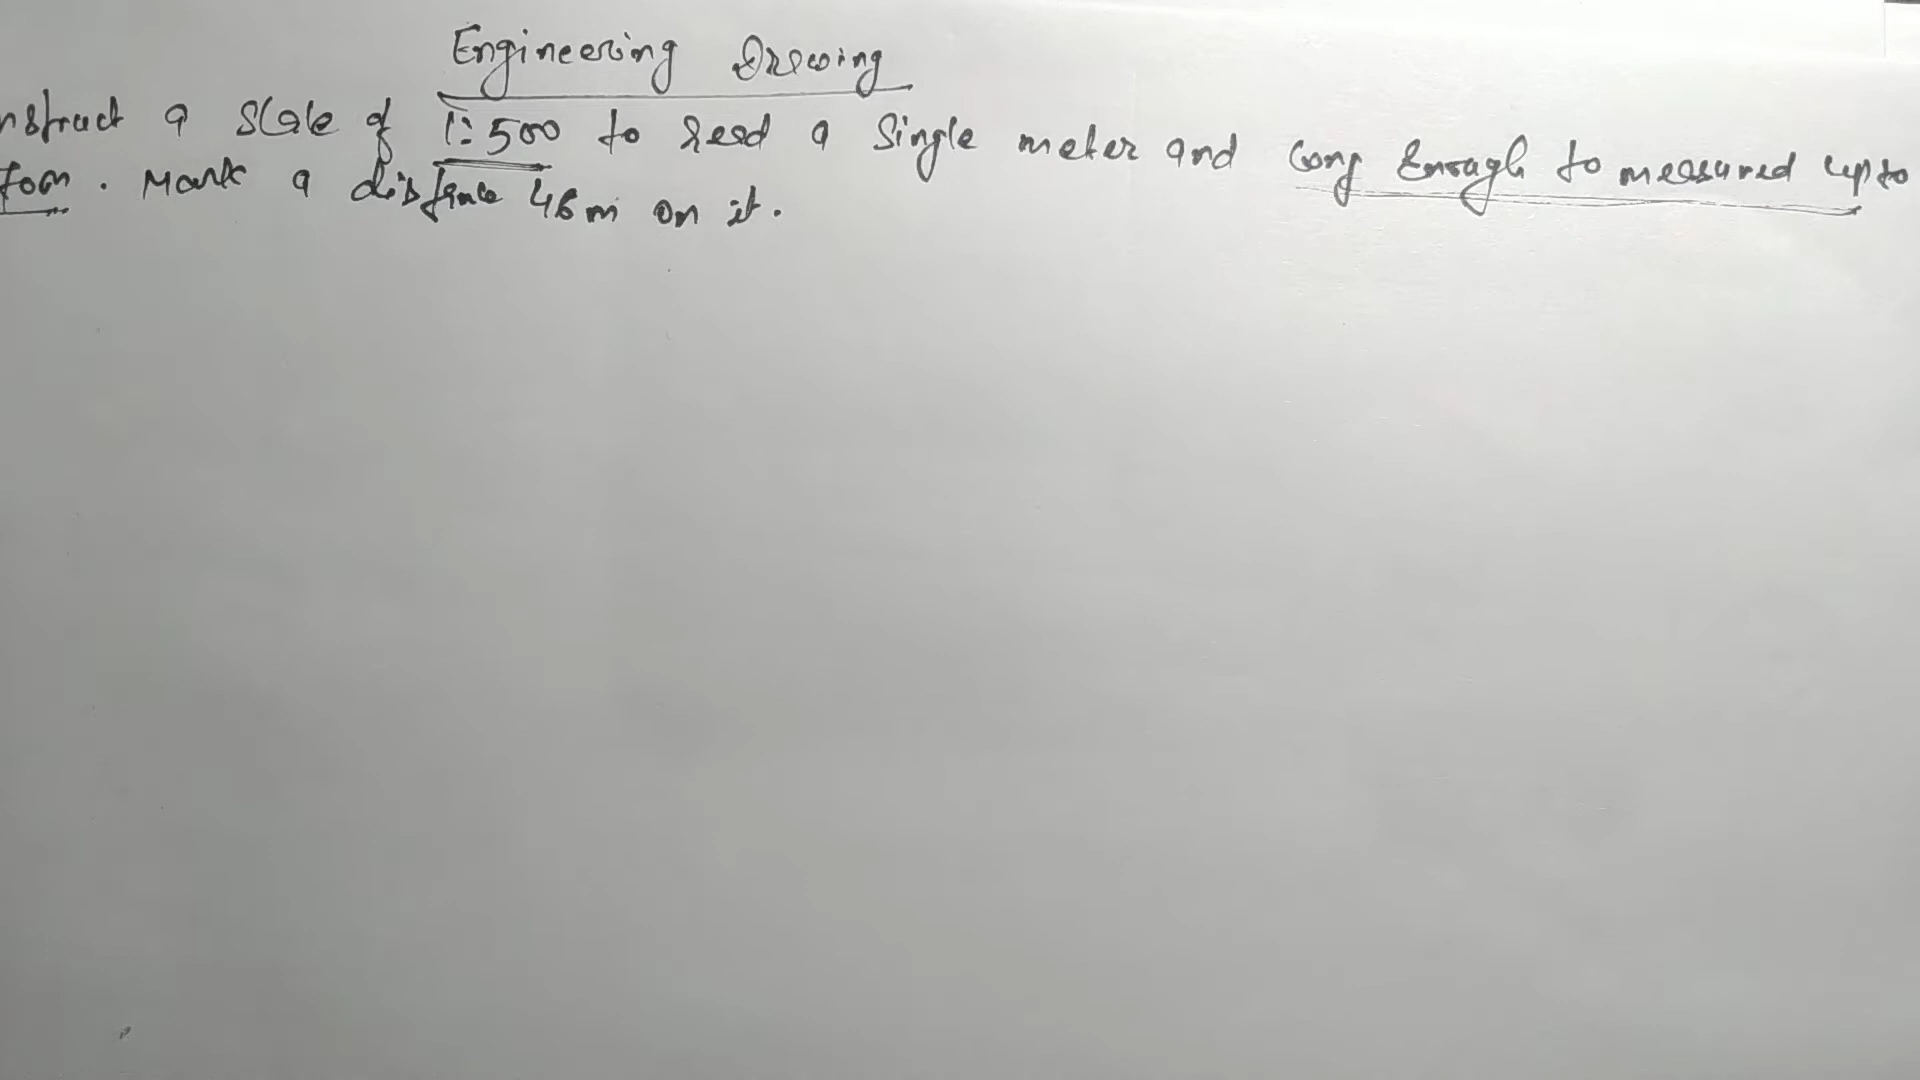 Engineering Drawing
nstruct a Scale of 1:500 to Read a Single meter and long Enough to measured upto
. Mark a distance 46m on it.